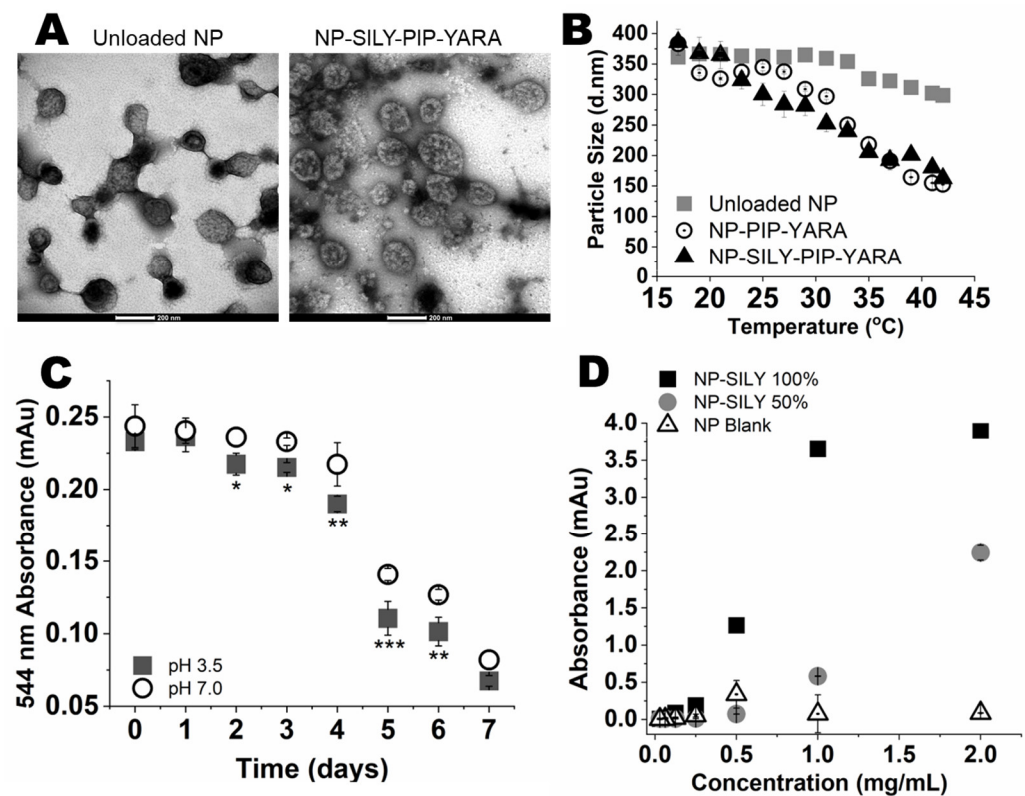 A
Unloaded NP
NP-SILY-PIP-YARA
200 nm
200 nm
B
Particle Size (d.nm)
400
350
300
250
200
150
100
50
0
Unloaded NP
NP-PIP-YARA
NP-SILY-PIP-YARA
15 20 25 30 35 40 45
Temperature (°C)
C
544 nm Absorbance (mAu)
0.25
0.20
0.15
0.10
0.05
*
*
**
***
**
pH 3.5
pH 7.0
0 1 2 3 4 5 6 7
Time (days)
D
NP-SILY 100%
NP-SILY 50%
NP Blank
Absorbance (mAu)
4.0
3.5
3.0
2.5
2.0
1.5
1.0
0.5
0.0
0.0 0.5 1.0 1.5 2.0
Concentration (mg/mL)